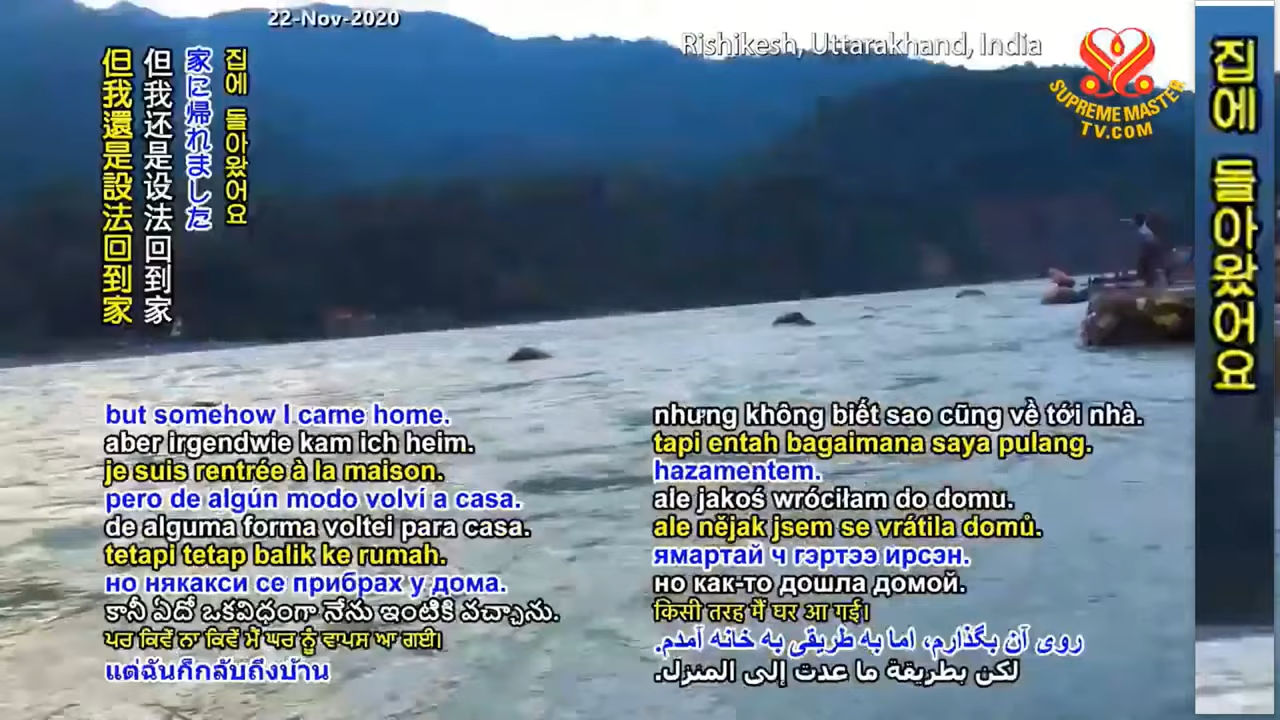 22-Nov-2020
Rishikesh, Uttarakhand, India
SUPREME MASTER
TV.COM
집에 돌아왔어요
집에 돌아왔어요
家に帰れました
但我还是设法回到家
但我還是設法回到家
but somehow I came home.
aber irgendwie kam ich heim.
je suis rentrée à la maison.
pero de algún modo volví a casa.
de alguma forma voltei para casa.
tetapi tetap balik ke rumah.
но някакси се прибрах у дома.
కానీ ఏదో ఒకవిధంగా నేను ఇంటికి వచ్చాను.
ਪਰ ਕਿਵੇਂ ਨਾ ਕਿਵੇਂ ਮੈਂ ਘਰ ਨੂੰ ਵਾਪਸ ਆ ਗਈ।
แต่ฉันก็กลับถึงบ้าน
nhưng không biết sao cũng về tới nhà.
tapi entah bagaimana saya pulang.
hazamentem.
ale jakoś wróciłam do domu.
ale nějak jsem se vrátila domů.
ямартай ч гэртээ ирсэн.
но как-то дошла домой.
किसी तरह मैं घर आ गई।
روی آن بگذارم، اما به طریقی به خانه آمدم.
لكن بطريقة ما عدت إلى المنزل.